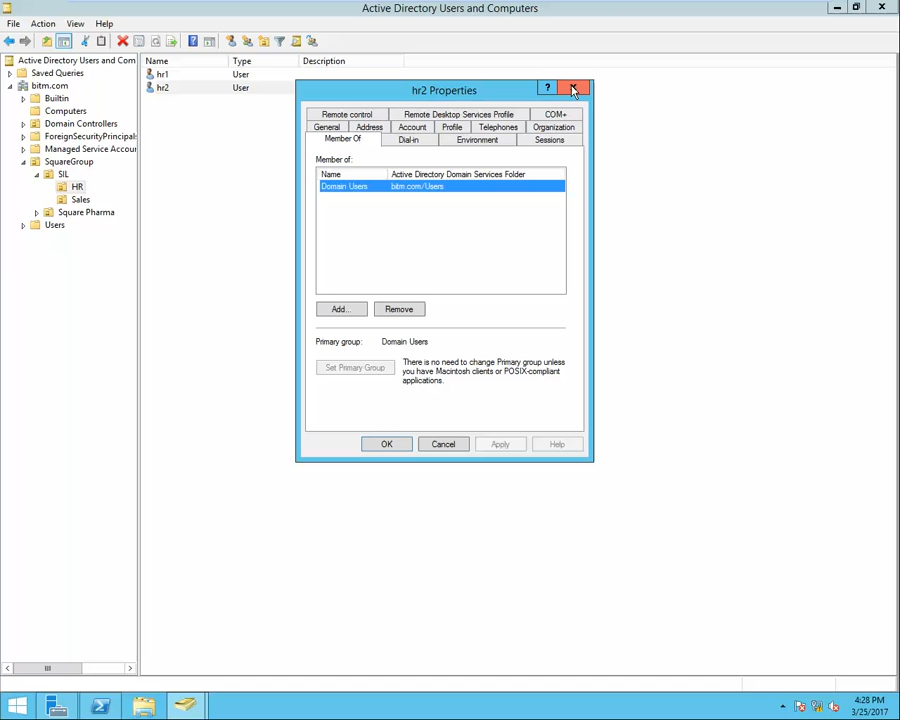 Active Directory Users and Computers
File Action View Help
Active Directory Users and Com
Saved Queries
bitm.com
Builtin
Computers
Domain Controllers
ForeignSecurityPrincipals
Managed Service Accoun
SquareGroup
SIL
HR
Sales
Square Pharma
Users
Name Type Description
hr1 User
hr2 User
hr2 Properties
?
Remote control Remote Desktop Services Profile COM+
General Address Account Profile Telephones Organization
Member Of Dial-in Environment Sessions
Member of:
Name Active Directory Domain Services Folder
Domain Users bitm.com/Users
Add... Remove
Primary group: Domain Users
Set Primary Group
There is no need to change Primary group unless
you have Macintosh clients or POSIX-compliant
applications.
OK Cancel Apply Help
4:28 PM
3/25/2017